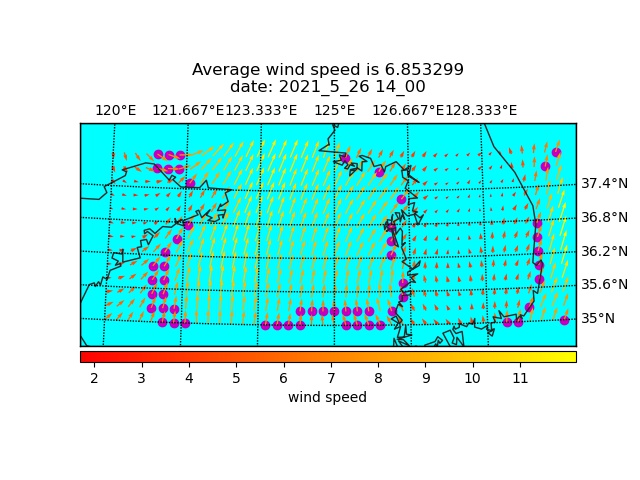 Average wind speed is 6.853299
date: 2021_5_26 14_00
120°E 121.667°E 123.333°E 125°E 126.667°E 128.333°E
37.4°N
36.8°N
36.2°N
35.6°N
35°N
2 3 4 5 6 7 8 9 10 11
wind speed